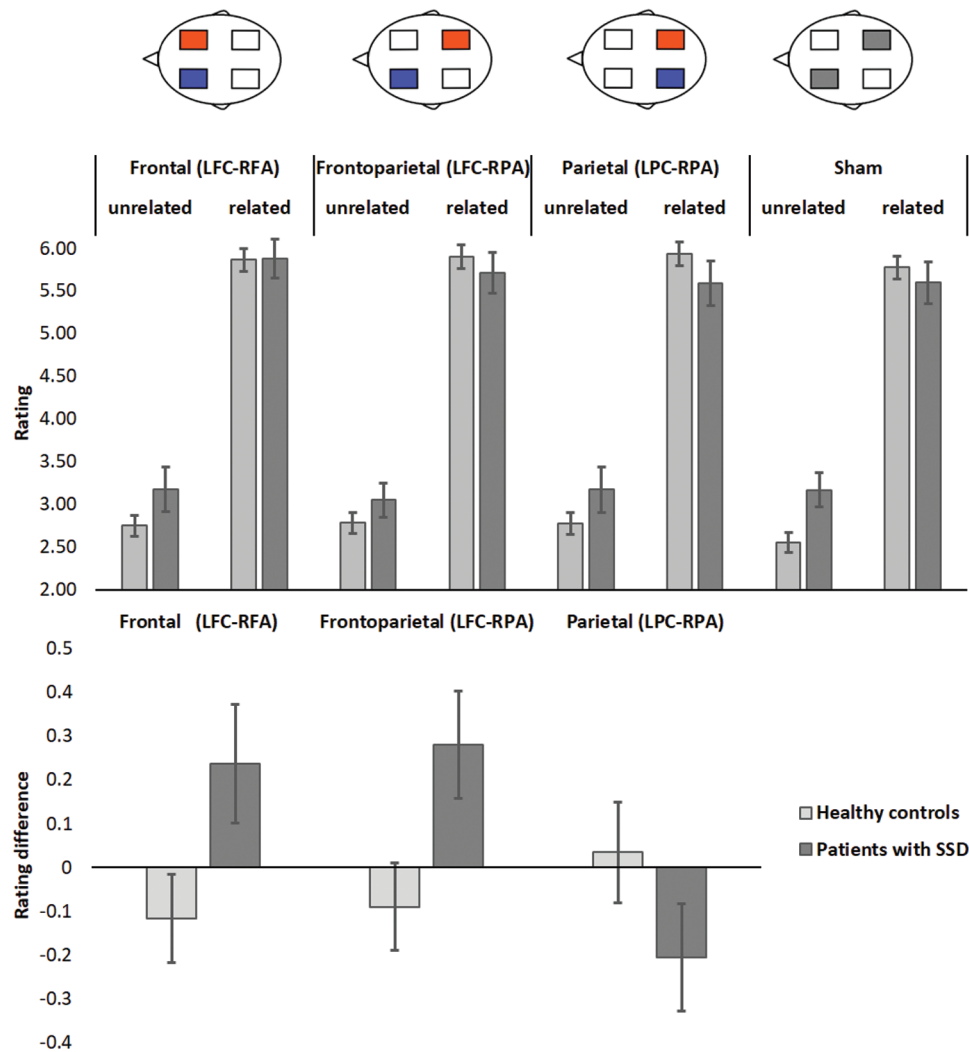 Frontal (LFC-RFA) Frontoparietal (LFC-RPA) Parietal (LPC-RPA) Sham
unrelated related unrelated related unrelated related unrelated related
6.00
5.50
5.00
4.50
4.00
3.50
3.00
2.50
2.00
Rating
Frontal (LFC-RFA) Frontoparietal (LFC-RPA) Parietal (LPC-RPA)
0.5
0.4
0.3
0.2
0.1
0
-0.1
-0.2
-0.3
-0.4
Rating difference
Healthy controls
Patients with SSD